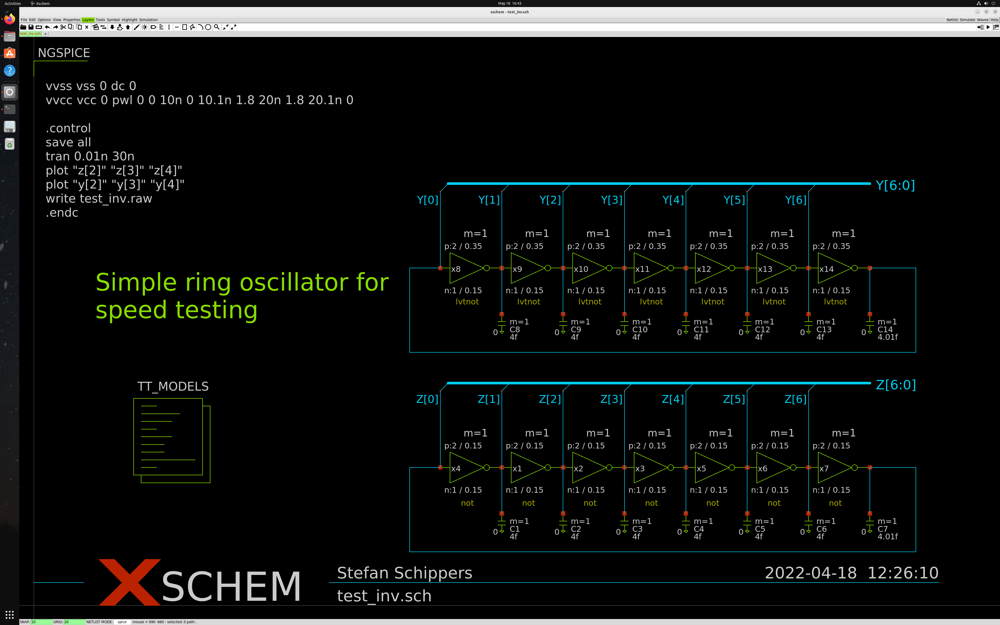 Activities Xschem May 18 16:43
xschem - test_inv.sch
File Edit Options View Properties Layers Tools Symbol Highlight Simulation Netlist Simulate Waves Help
test_inv.sch +
NGSPICE
vvss vss 0 dc 0
vvcc vcc 0 pwl 0 0 10n 0 10.1n 1.8 20n 1.8 20.1n 0
.control
save all
tran 0.01n 30n
plot "z[2]" "z[3]" "z[4]"
plot "y[2]" "y[3]" "y[4]"
write test_inv.raw
.endc
Simple ring oscillator for
speed testing
TT_MODELS
Y[6:0]
Y[0] Y[1] Y[2] Y[3] Y[4] Y[5] Y[6]
m=1 m=1 m=1 m=1 m=1 m=1 m=1
p:2 / 0.35 p:2 / 0.35 p:2 / 0.35 p:2 / 0.35 p:2 / 0.35 p:2 / 0.35 p:2 / 0.35
x8 x9 x10 x11 x12 x13 x14
n:1 / 0.15 n:1 / 0.15 n:1 / 0.15 n:1 / 0.15 n:1 / 0.15 n:1 / 0.15 n:1 / 0.15
lvtnot lvtnot lvtnot lvtnot lvtnot lvtnot lvtnot
m=1 m=1 m=1 m=1 m=1 m=1 m=1
0 C8 0 C9 0 C10 0 C11 0 C12 0 C13 0 C14
4f 4f 4f 4f 4f 4f 4.01f
Z[6:0]
Z[0] Z[1] Z[2] Z[3] Z[4] Z[5] Z[6]
m=1 m=1 m=1 m=1 m=1 m=1 m=1
p:2 / 0.15 p:2 / 0.15 p:2 / 0.15 p:2 / 0.15 p:2 / 0.15 p:2 / 0.15 p:2 / 0.15
x4 x1 x2 x3 x5 x6 x7
n:1 / 0.15 n:1 / 0.15 n:1 / 0.15 n:1 / 0.15 n:1 / 0.15 n:1 / 0.15 n:1 / 0.15
not not not not not not not
m=1 m=1 m=1 m=1 m=1 m=1 m=1
0 C1 0 C2 0 C3 0 C4 0 C5 0 C6 0 C7
4f 4f 4f 4f 4f 4f 4.01f
XSCHEM
Stefan Schippers 2022-04-18 12:26:10
test_inv.sch
SNAP: 10 GRID: 20 NETLIST MODE: spice mouse = 690 -660 - selected: 0 path: .